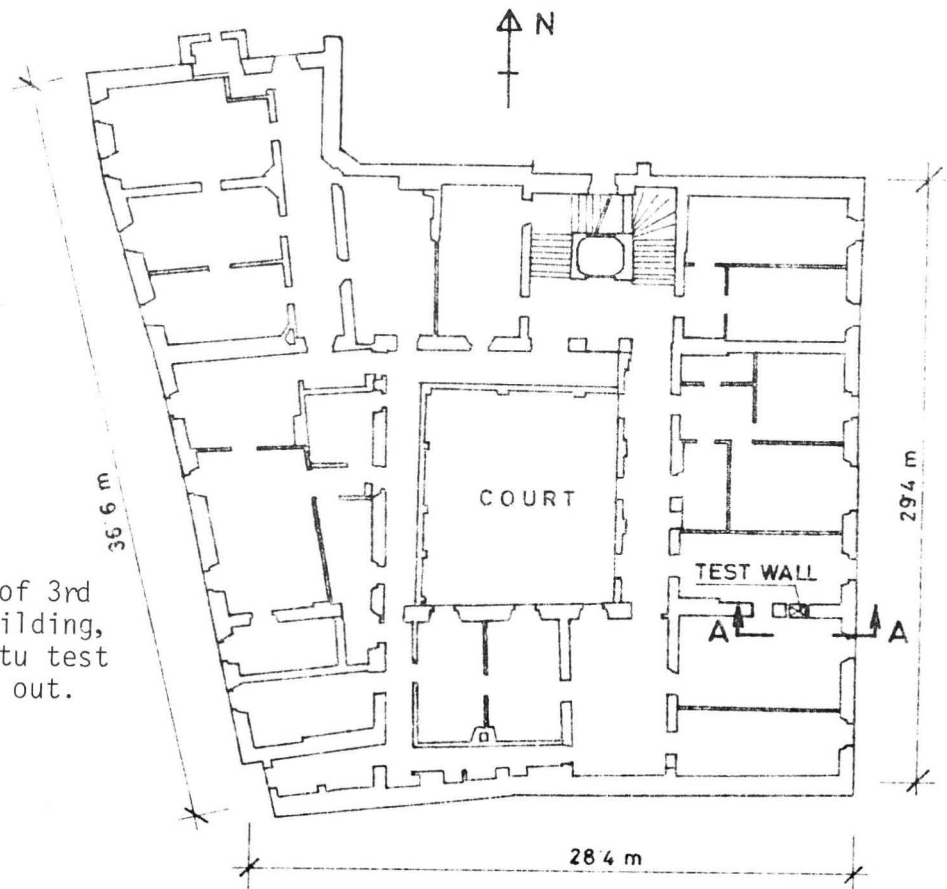 N
36·6 m
COURT
29·4 m
TEST WALL
A A
of 3rd
ilding,
tu test
out.
28·4 m